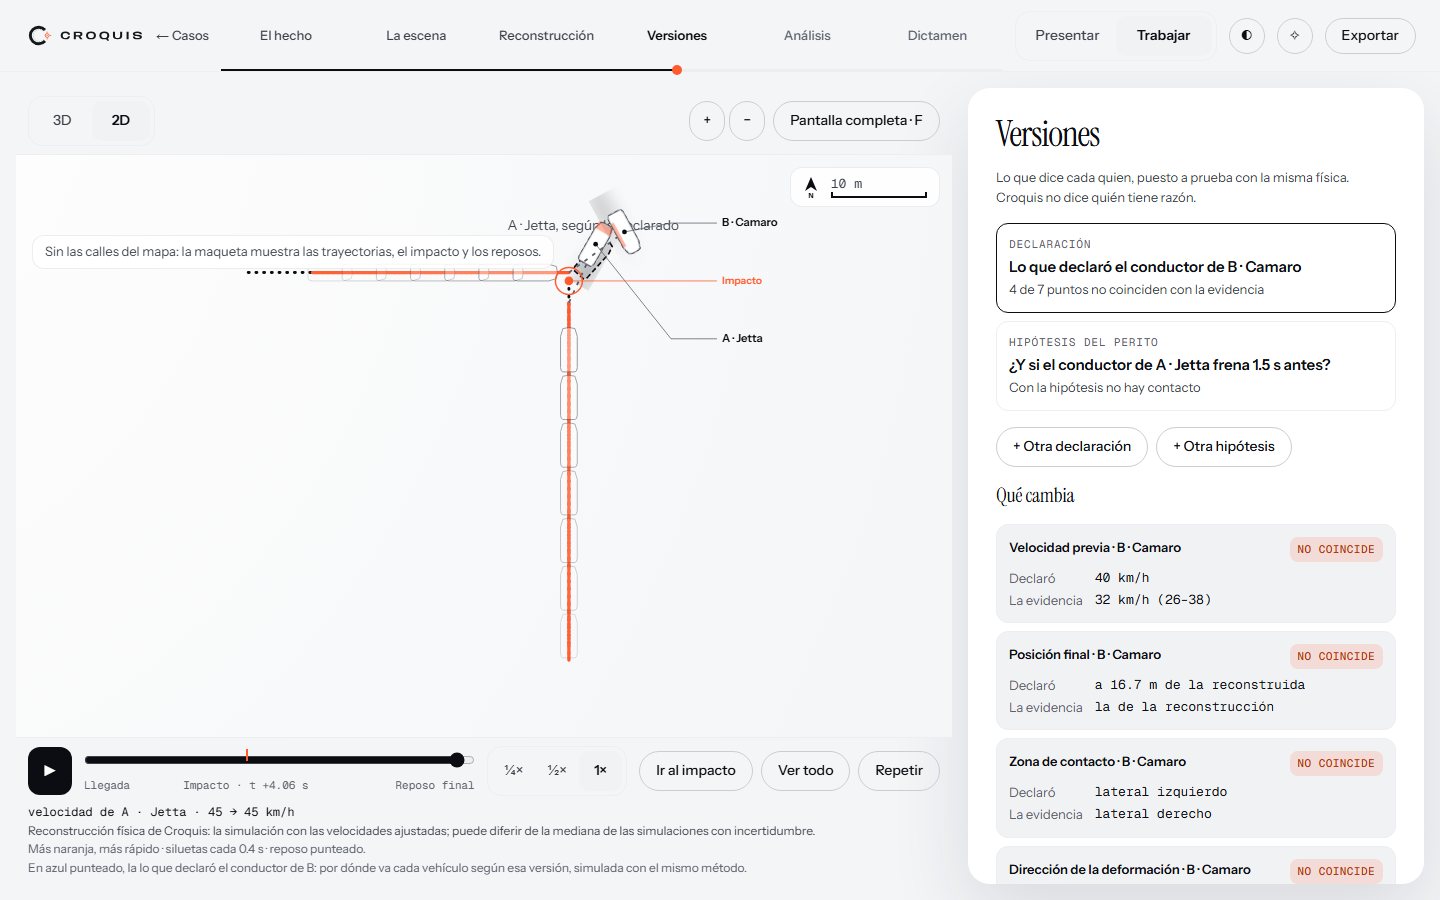 CROQUIS
← Casos
El hecho
La escena
Reconstrucción
Versiones
Análisis
Dictamen
Presentar
Trabajar
Exportar
3D
2D
+
−
Pantalla completa · F
N
10 m
A · Jetta, según
clarado
B · Camaro
Sin las calles del mapa: la maqueta muestra las trayectorias, el impacto y los reposos.
Impacto
A · Jetta
Llegada
Impacto · t +4.06 s
Reposo final
¼×
½×
1×
Ir al impacto
Ver todo
Repetir
velocidad de A · Jetta · 45 → 45 km/h
Reconstrucción física de Croquis: la simulación con las velocidades ajustadas; puede diferir de la mediana de las simulaciones con incertidumbre.
Más naranja, más rápido · siluetas cada 0.4 s · reposo punteado.
En azul punteado, la lo que declaró el conductor de B: por dónde va cada vehículo según esa versión, simulada con el mismo método.
Versiones
Lo que dice cada quien, puesto a prueba con la misma física.
Croquis no dice quién tiene razón.
DECLARACIÓN
Lo que declaró el conductor de B · Camaro
4 de 7 puntos no coinciden con la evidencia
HIPÓTESIS DEL PERITO
¿Y si el conductor de A · Jetta frena 1.5 s antes?
Con la hipótesis no hay contacto
+ Otra declaración
+ Otra hipótesis
Qué cambia
Velocidad previa · B · Camaro
NO COINCIDE
Declaró 40 km/h
La evidencia 32 km/h (26–38)
Posición final · B · Camaro
NO COINCIDE
Declaró a 16.7 m de la reconstruida
La evidencia la de la reconstrucción
Zona de contacto · B · Camaro
NO COINCIDE
Declaró lateral izquierdo
La evidencia lateral derecho
Dirección de la deformación · B · Camaro
NO COINCIDE